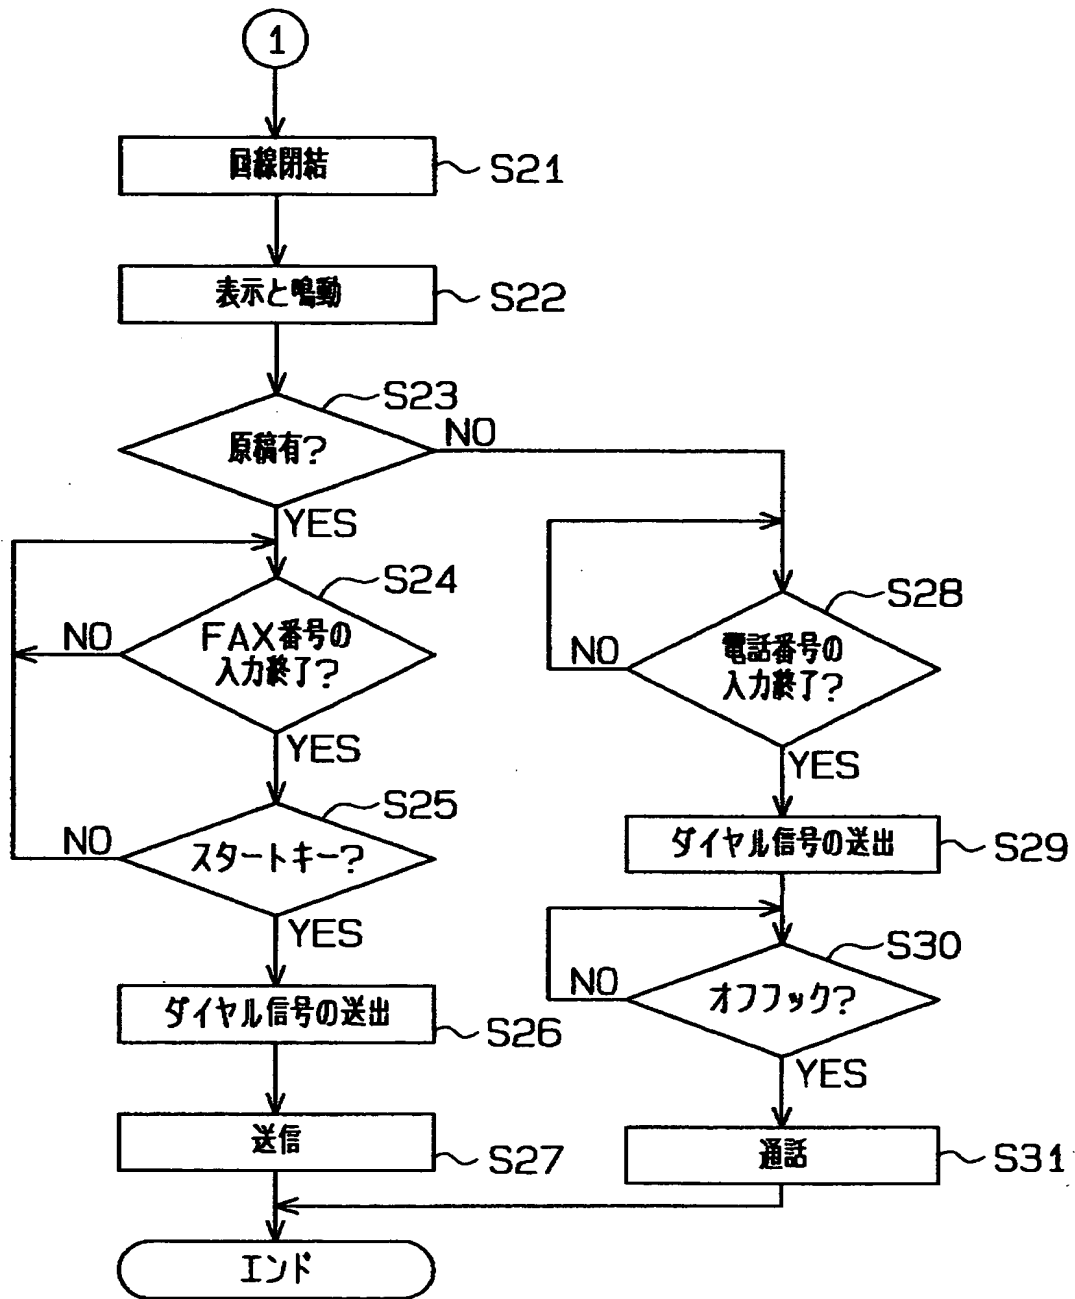 1
回線閉結
S21
表示と鳴動
S22
S23
原稿有?
NO
YES
S24
FAX番号の
入力終了?
NO
YES
S25
スタートキー?
NO
YES
ダイヤル信号の送出
S26
送信
S27
S28
電話番号の
入力終了?
NO
YES
ダイヤル信号の送出
S29
S30
オフフック?
NO
YES
通話
S31
エンド